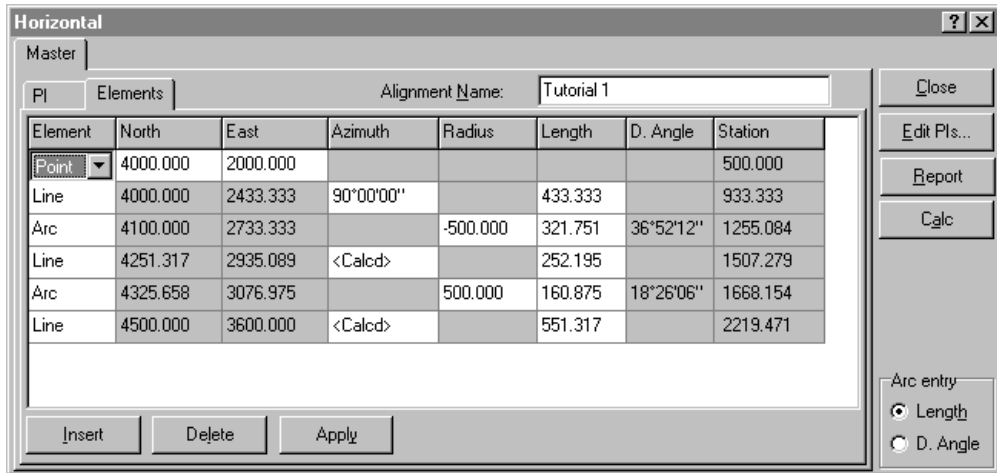 Horizontal
Master
PI Elements Alignment Name: Tutorial 1
Element North East Azimuth Radius Length D. Angle Station
Point 4000.000 2000.000 500.000
Line 4000.000 2433.333 90°00'00" 433.333 933.333
Arc 4100.000 2733.333 -500.000 321.751 36°52'12" 1255.084
Line 4251.317 2935.089 <Calcd> 252.195 1507.279
Arc 4325.658 3076.975 500.000 160.875 18°26'06" 1668.154
Line 4500.000 3600.000 <Calcd> 551.317 2219.471
Insert Delete Apply
Close
Edit PIs...
Report
Calc
Arc entry
Length
D. Angle